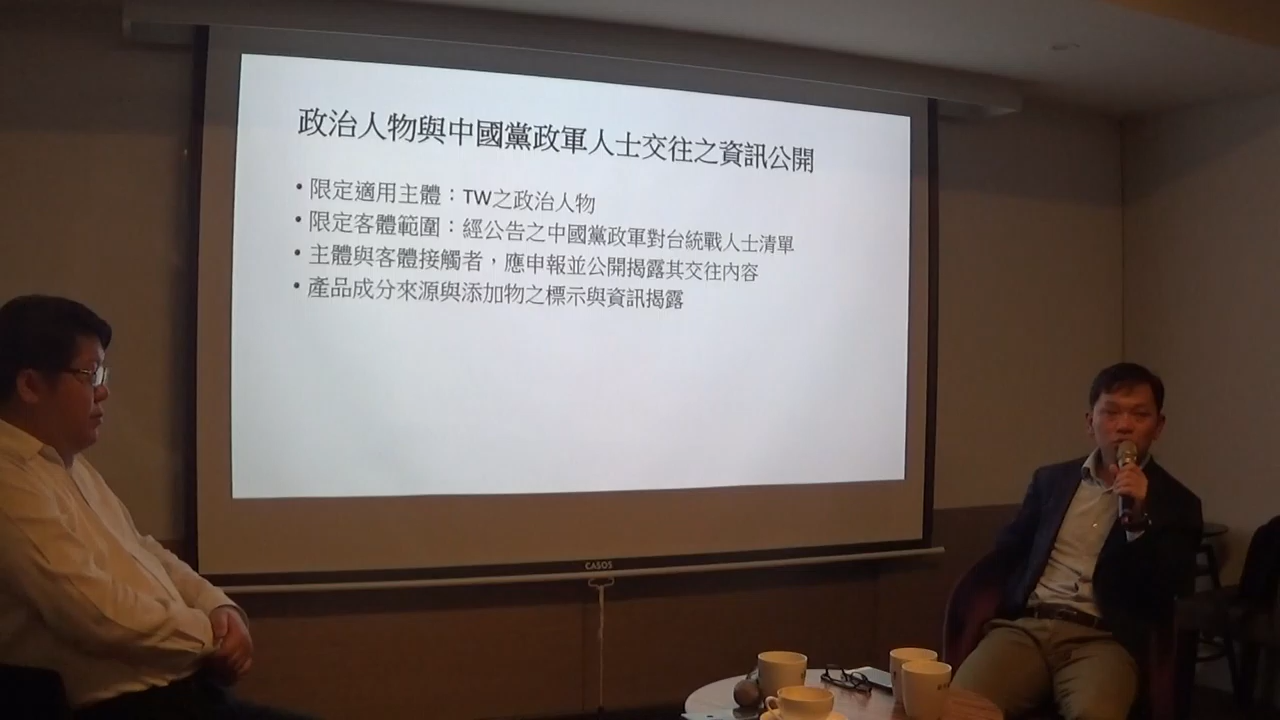 政治人物與中國黨政軍人士交往之資訊公開
• 限定適用主體：TW之政治人物
• 限定客體範圍：經公告之中國黨政軍對台統戰人士清單
• 主體與客體接觸者，應申報並公開揭露其交往內容
• 產品成分來源與添加物之標示與資訊揭露
CASOS